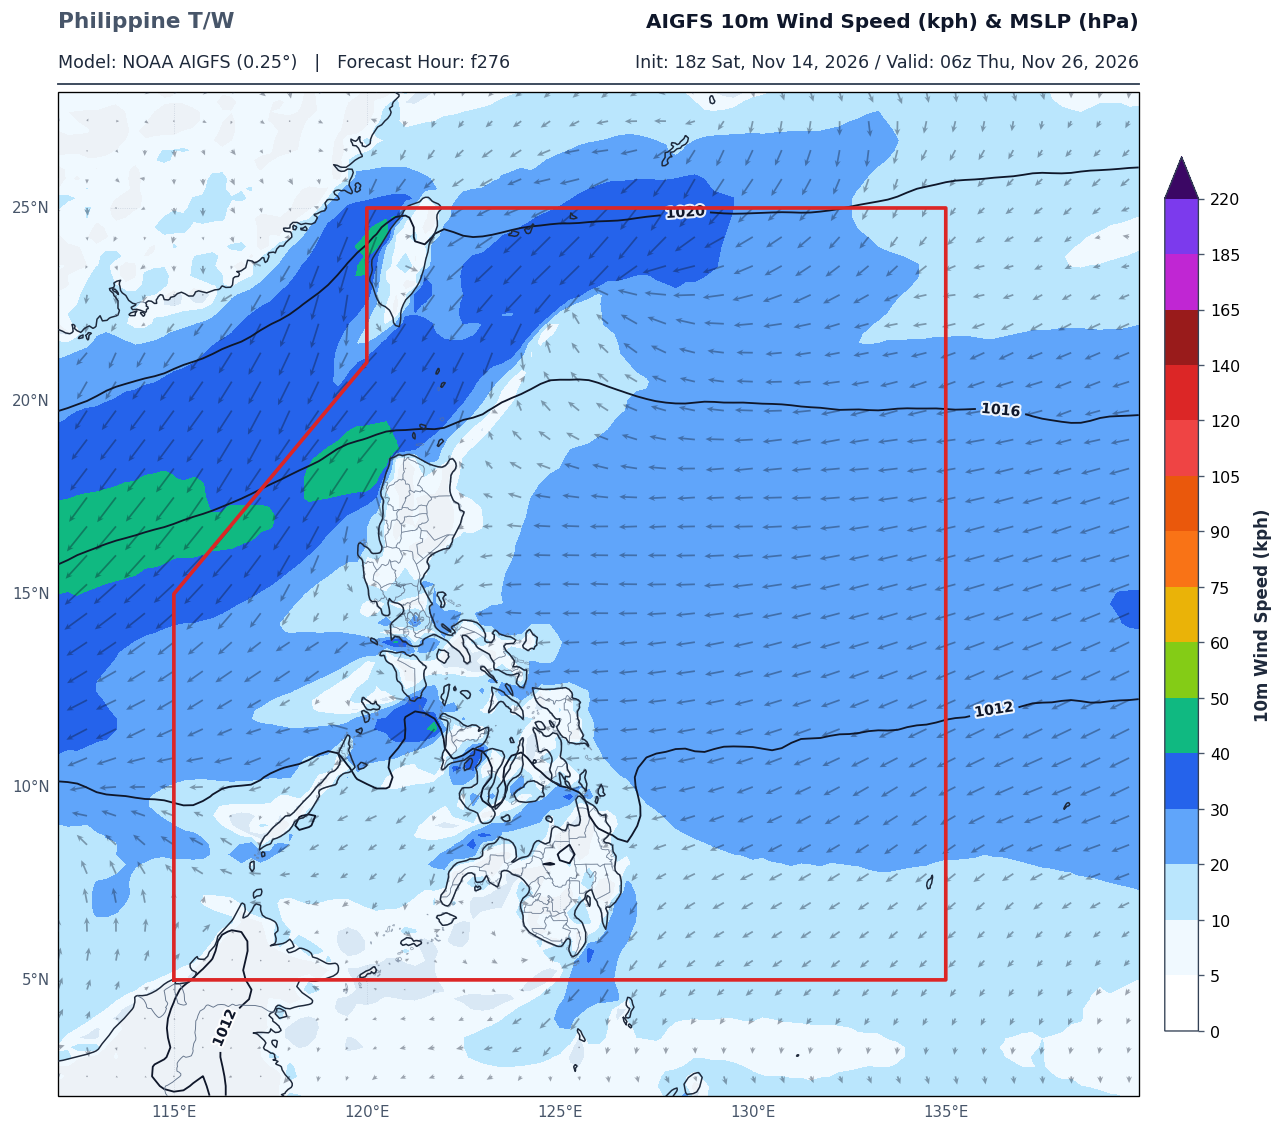 Philippine T/W
AIGFS 10m Wind Speed (kph) & MSLP (hPa)
Model: NOAA AIGFS (0.25°) | Forecast Hour: f276
Init: 18z Sat, Nov 14, 2026 / Valid: 06z Thu, Nov 26, 2026
25°N
20°N
15°N
10°N
5°N
115°E
120°E
125°E
130°E
135°E
1020
1016
1012
1012
220
185
165
140
120
105
90
75
60
50
40
30
20
10
5
0
10m Wind Speed (kph)